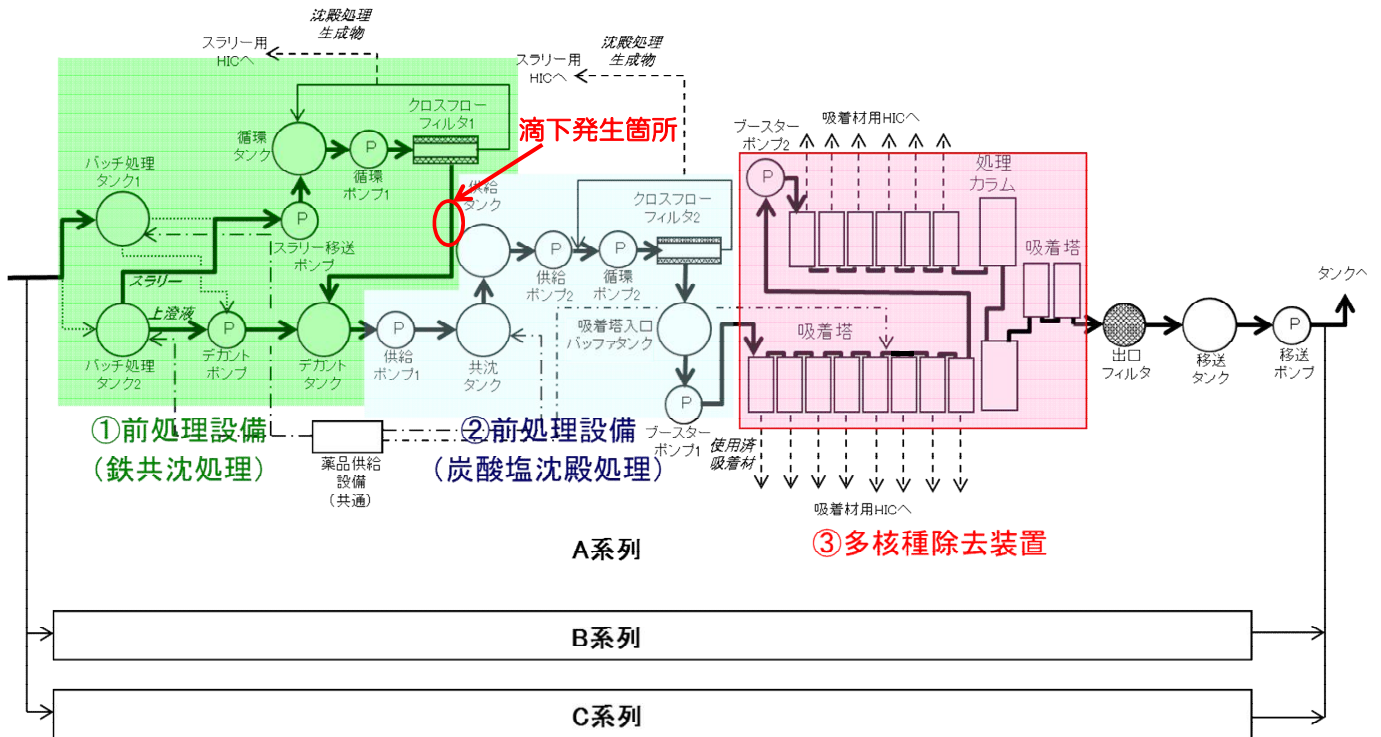 沈殿処理
生成物
スラリー用
HICへ
沈殿処理
生成物
スラリー用
HICへ
クロスフロー
フィルタ1
滴下発生箇所
循環
タンク
P
循環
ポンプ1
バッチ処理
タンク1
P
スラリー移送
ポンプ
供給
タンク
クロスフロー
フィルタ2
P
供給
ポンプ2
P
循環
ポンプ2
ブースター
ポンプ2
P
吸着材用HICへ
処理
カラム
吸着塔
タンクへ
スラリー
上澄液
バッチ処理
タンク2
P
デカント
ポンプ
デカント
タンク
P
供給
ポンプ1
共沈
タンク
吸着塔入口
バッファタンク
P
ブースター
ポンプ1
吸着塔
出口
フィルタ
移送
タンク
P
移送
ポンプ
①前処理設備
(鉄共沈処理)
薬品供給
設備
(共通)
②前処理設備
(炭酸塩沈殿処理)
使用済
吸着材
吸着材用HICへ
③多核種除去装置
A系列
B系列
C系列